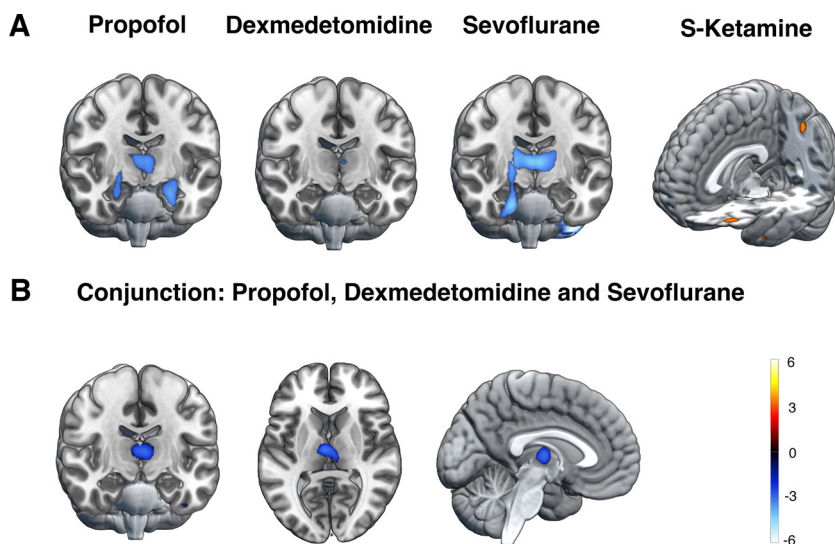 A
Propofol
Dexmedetomidine
Sevoflurane
S-Ketamine
B
Conjunction: Propofol, Dexmedetomidine and Sevoflurane
6
3
0
-3
-6